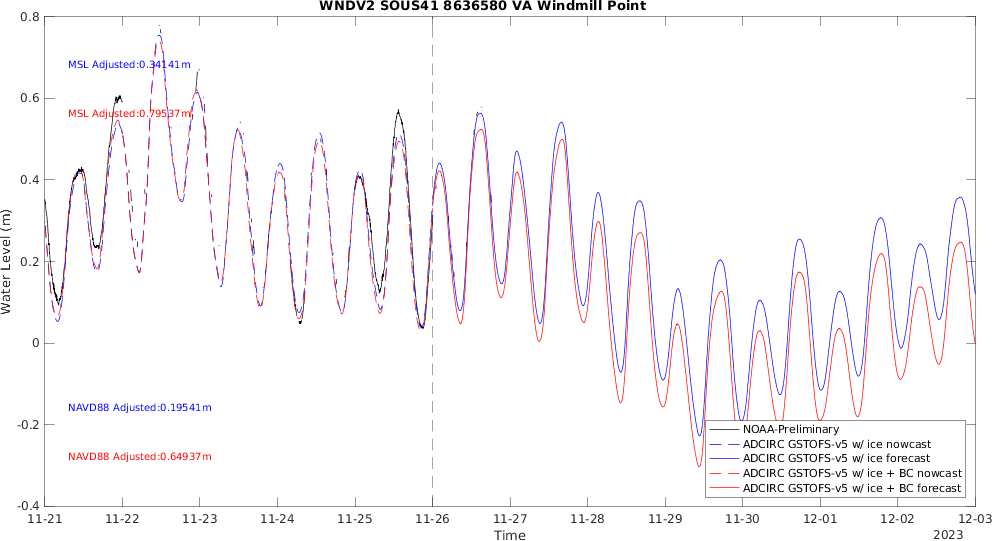 WNDV2 SOUS41 8636580 VA Windmill Point
0.8
0.6
0.4
0.2
0
-0.2
-0.4
Water Level (m)
MSL Adjusted:0.34141m
MSL Adjusted:0.79537m
NAVD88 Adjusted:0.19541m
NAVD88 Adjusted:0.64937m
NOAA-Preliminary
ADCIRC GSTOFS-v5 w/ ice nowcast
ADCIRC GSTOFS-v5 w/ ice forecast
ADCIRC GSTOFS-v5 w/ ice + BC nowcast
ADCIRC GSTOFS-v5 w/ ice + BC forecast
11-21 11-22 11-23 11-24 11-25 11-26 11-27 11-28 11-29 11-30 12-01 12-02 12-03
Time
2023